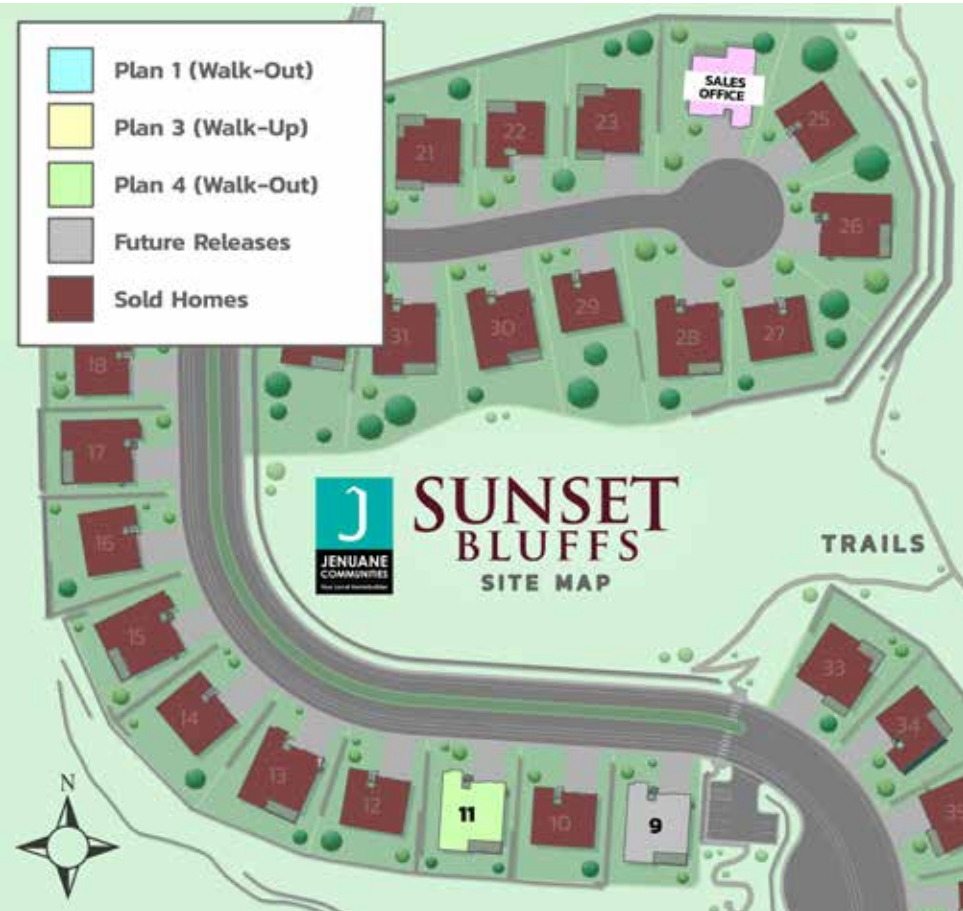 Plan 1 (Walk-Out)
Plan 3 (Walk-Up)
Plan 4 (Walk-Out)
Future Releases
Sold Homes
SALES
OFFICE
21
22
23
25
26
27
28
29
30
31
18
17
16
15
14
13
12
11
10
9
33
34
35
J
JENUANE
COMMUNITIES
SUNSET
BLUFFS
SITE MAP
TRAILS
N